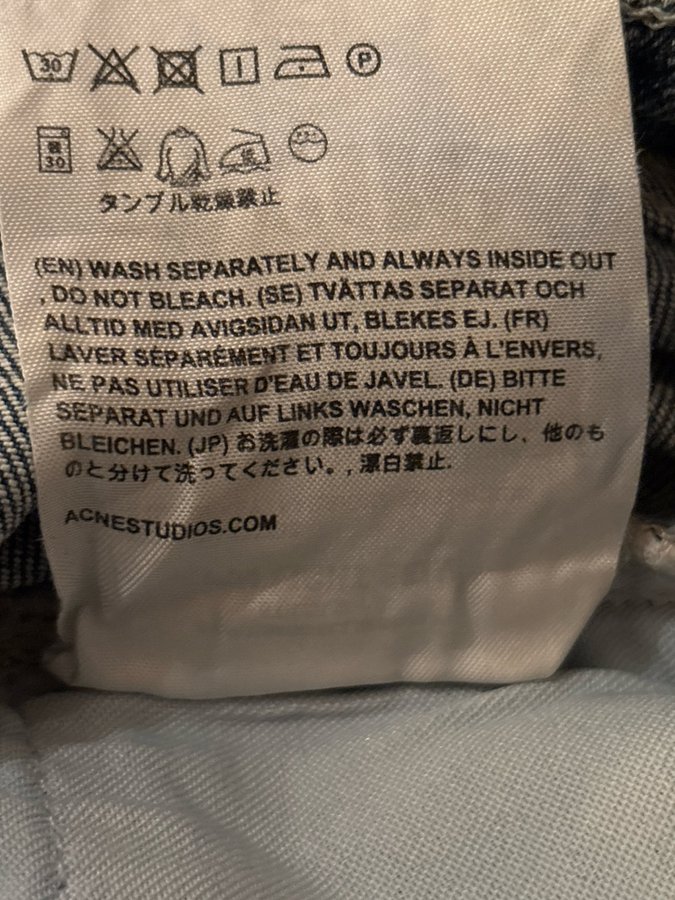 30
P
30
タンブル乾燥禁止
(EN) WASH SEPARATELY AND ALWAYS INSIDE OUT
, DO NOT BLEACH. (SE) TVÄTTAS SEPARAT OCH
ALLTID MED AVIGSIDAN UT, BLEKES EJ. (FR)
LAVER SÉPARÉMENT ET TOUJOURS À L'ENVERS,
NE PAS UTILISER D'EAU DE JAVEL. (DE) BITTE
SEPARAT UND AUF LINKS WASCHEN, NICHT
BLEICHEN. (JP) お洗濯の際は必ず裏返しにし、他のも
のと分けて洗ってください。, 漂白禁止.
ACNESTUDIOS.COM